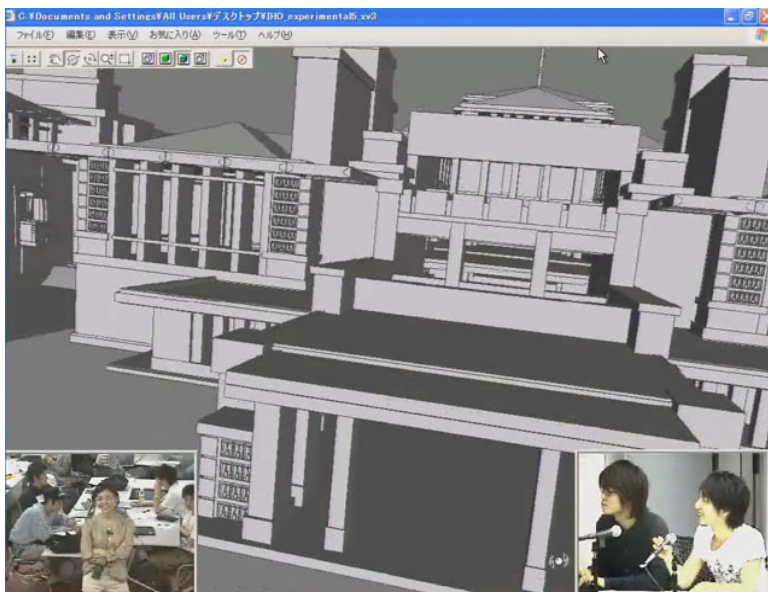 C:¥Documents and Settings¥All Users¥デスクトップ¥IHO_experimental5.xv3
ファイル(F) 編集(E) 表示(V) お気に入り(A) ツール(T) ヘルプ(H)